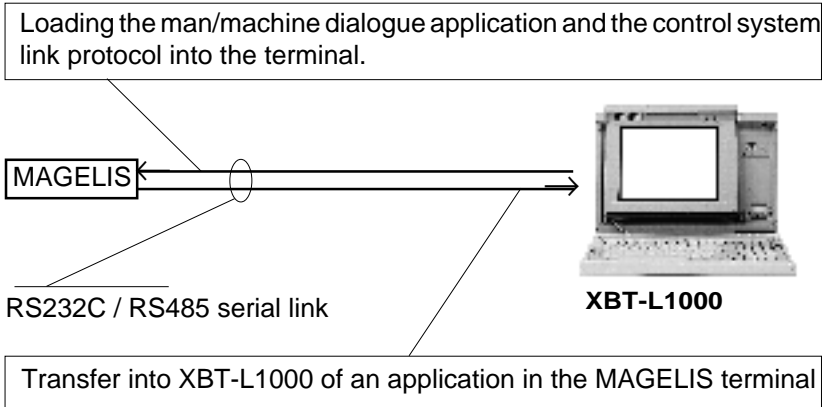 Loading the man/machine dialogue application and the control system
link protocol into the terminal.
MAGELIS
RS232C / RS485 serial link
XBT-L1000
Transfer into XBT-L1000 of an application in the MAGELIS terminal